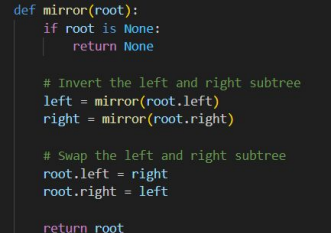 def mirror(root):
    if root is None:
        return None
    # Invert the left and right subtree
    left = mirror(root.left)
    right = mirror(root.right)
    # Swap the left and right subtree
    root.left = right
    root.right = left
    return root